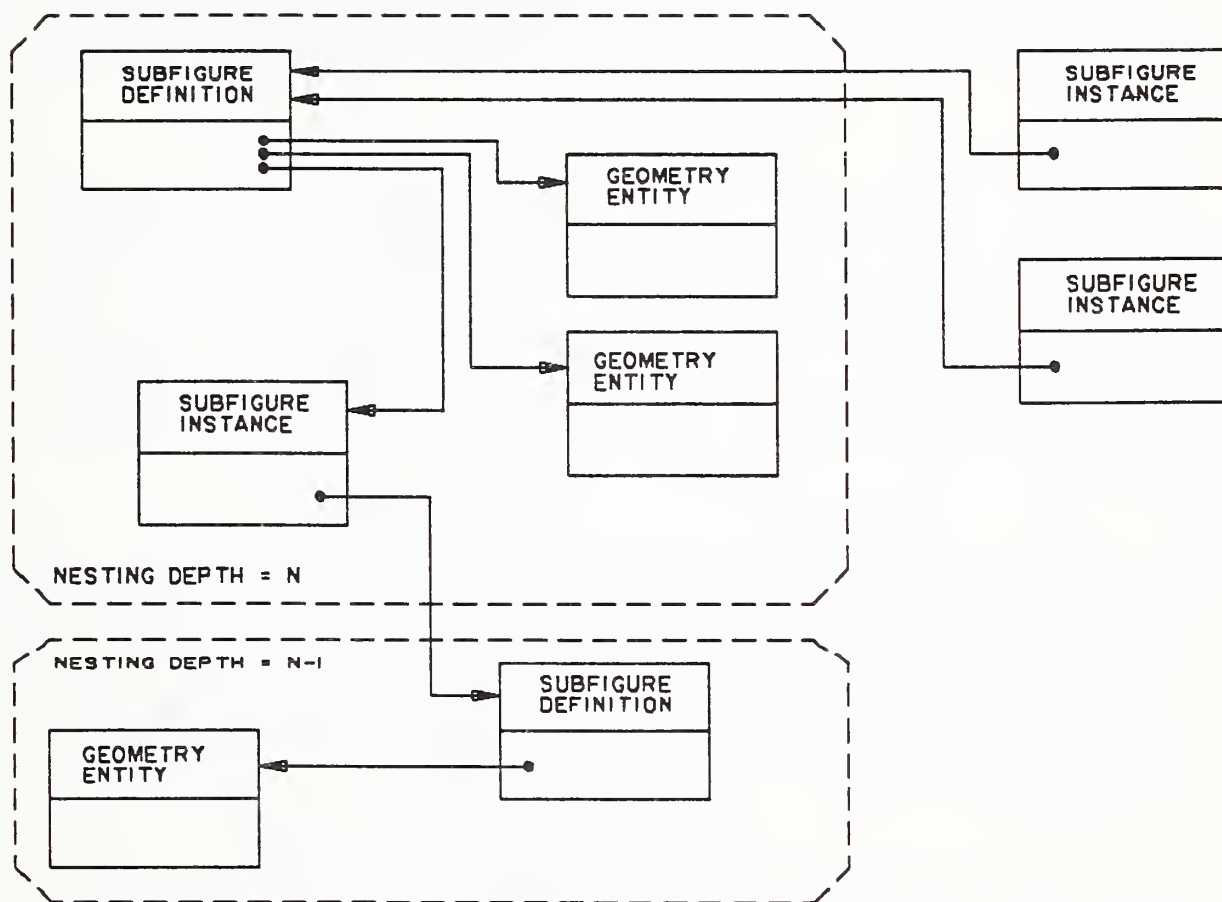 SUBFIGURE
DEFINITION
SUBFIGURE
INSTANCE
GEOMETRY
ENTITY
SUBFIGURE
INSTANCE
GEOMETRY
ENTITY
SUBFIGURE
INSTANCE
NESTING DEPTH = N
NESTING DEPTH = N-1
SUBFIGURE
DEFINITION
GEOMETRY
ENTITY